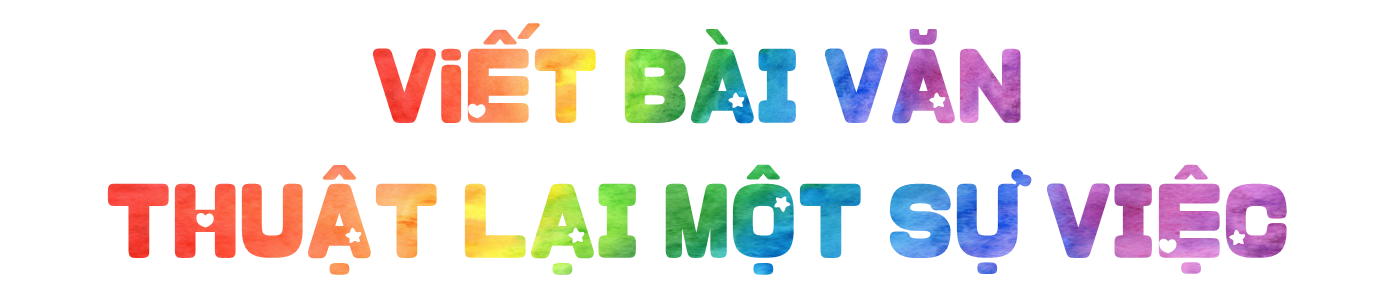 VIẾT BÀI VĂN
THUẬT LẠI MỘT SỰ VIỆC